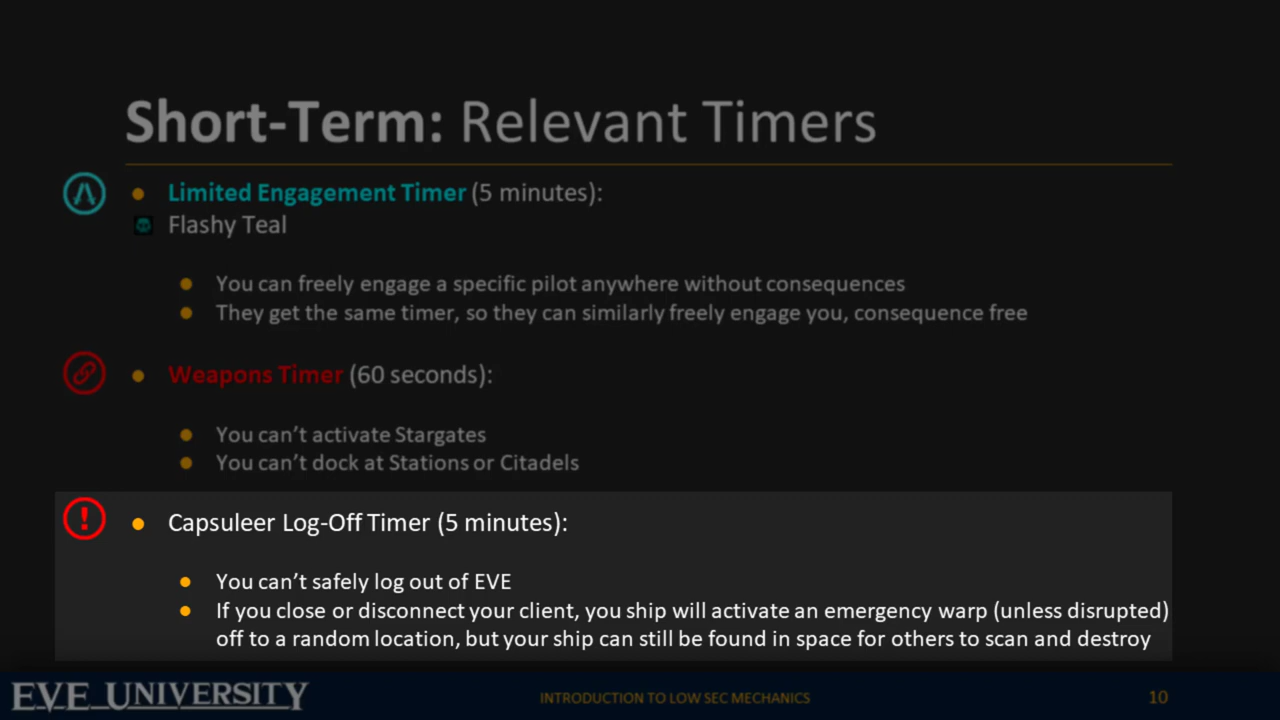 Short-Term: Relevant Timers
Limited Engagement Timer (5 minutes):
Flashy Teal
You can freely engage a specific pilot anywhere without consequences
They get the same timer, so they can similarly freely engage you, consequence free
Weapons Timer (60 seconds):
You can't activate Stargates
You can't dock at Stations or Citadels
Capsuleer Log-Off Timer (5 minutes):
You can't safely log out of EVE
If you close or disconnect your client, you ship will activate an emergency warp (unless disrupted)
off to a random location, but your ship can still be found in space for others to scan and destroy
EVE UNIVERSITY
INTRODUCTION TO LOW SEC MECHANICS
10